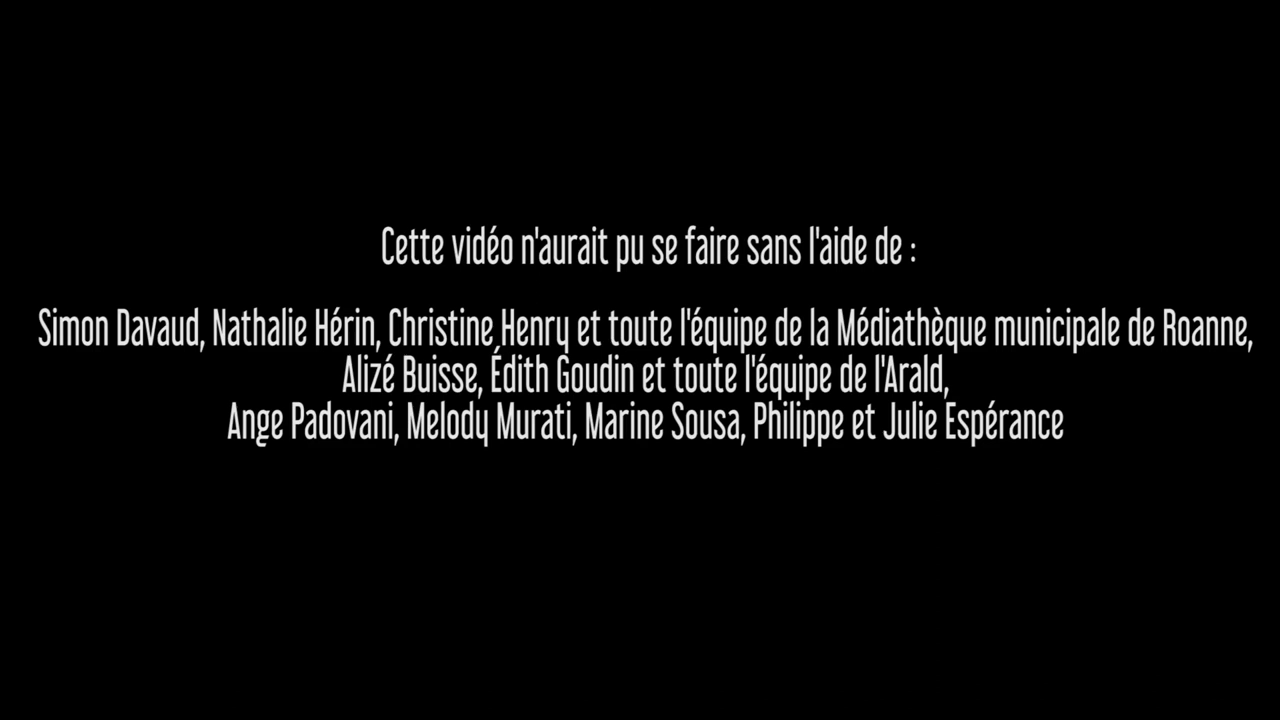 Cette vidéo n'aurait pu se faire sans l'aide de :
Simon Davaud, Nathalie Hérin, Christine Henry et toute l'équipe de la Médiathèque municipale de Roanne,
Alizé Buisse, Édith Goudin et toute l'équipe de l'Arald,
Ange Padovani, Melody Murati, Marine Sousa, Philippe et Julie Espérance